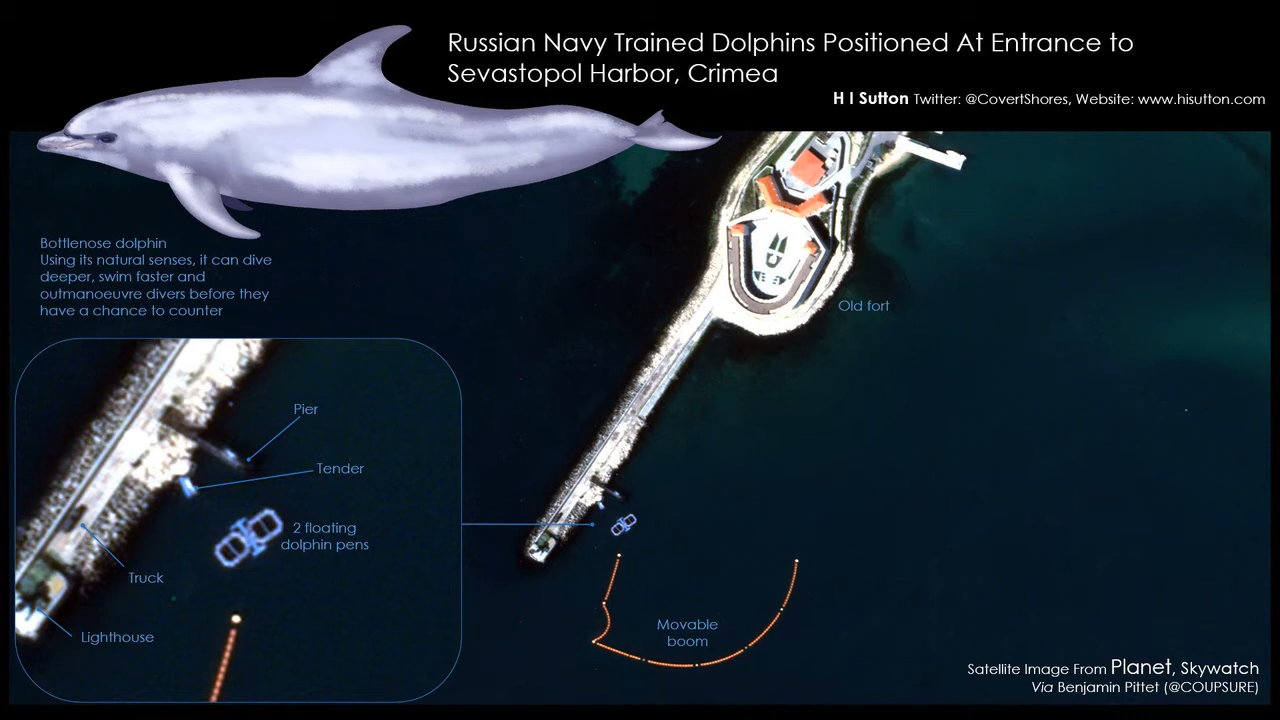 Russian Navy Trained Dolphins Positioned At Entrance to
Sevastopol Harbor, Crimea
H I Sutton Twitter: @CovertShores, Website: www.hisutton.com
Bottlenose dolphin
Using its natural senses, it can dive
deeper, swim faster and
outmanoeuvre divers before they
have a chance to counter
Old fort
Pier
Tender
2 floating
dolphin pens
Truck
Lighthouse
Movable
boom
Satellite Image From Planet, Skywatch
Via Benjamin Pittet (@COUPSURE)